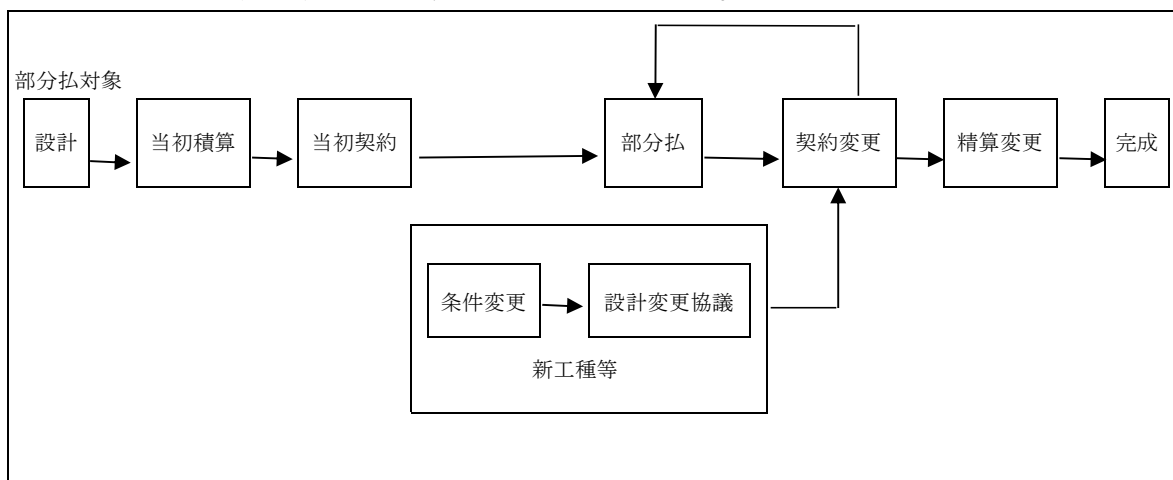 部分払対象
設計
当初積算
当初契約
部分払
契約変更
精算変更
完成
条件変更
設計変更協議
新工種等